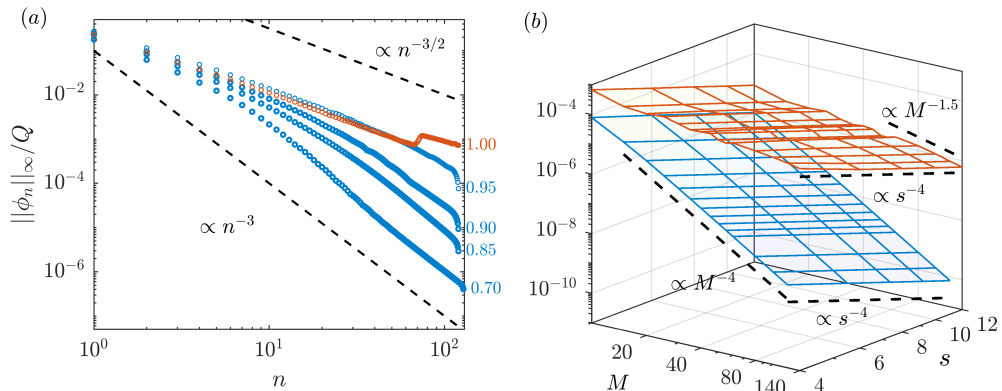 (a)
∝ n^{-3/2}
∝ n^{-3}
10^{-2}
10^{-4}
10^{-6}
||ϕ_n||_∞/Q
1.00
0.95
0.90
0.85
0.70
10^0
10^1
10^2
n
(b)
10^{-4}
10^{-6}
10^{-8}
10^{-10}
∝ M^{-1.5}
∝ s^{-4}
∝ M^{-4}
∝ s^{-4}
20
40
80
140
M
4
6
8
10
12
s